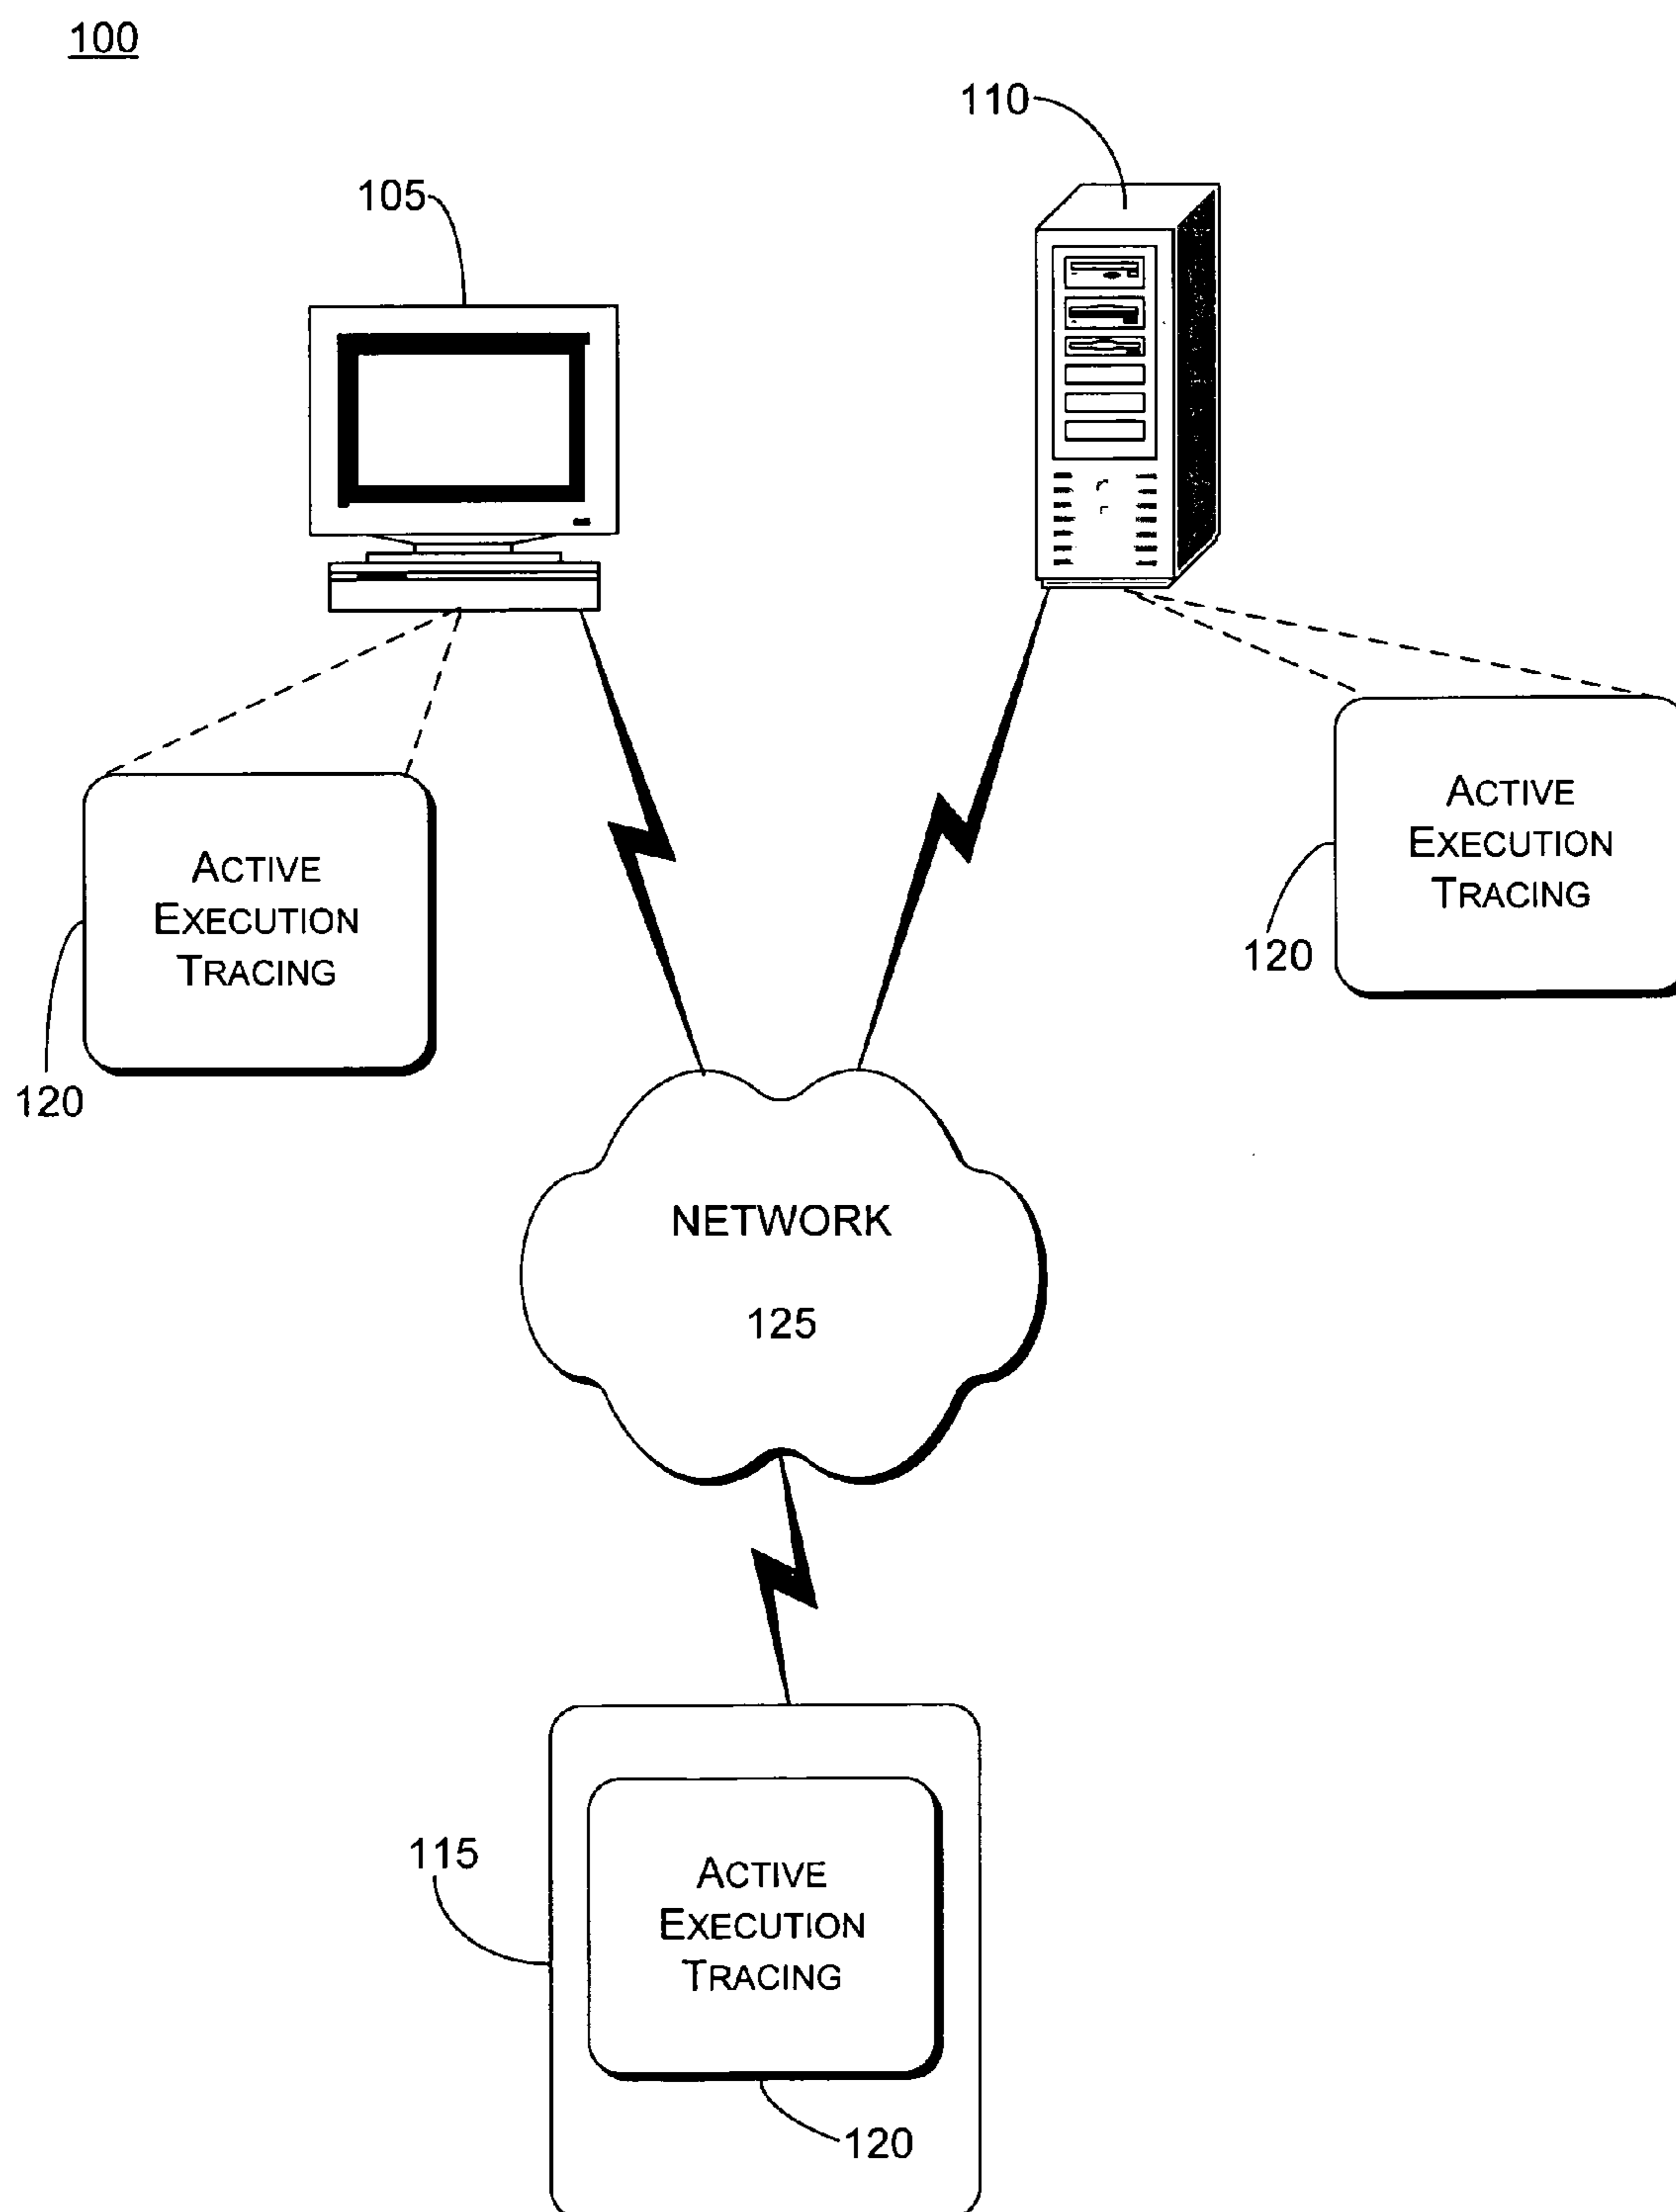 100
110
105
ACTIVE
EXECUTION
TRACING
120
ACTIVE
EXECUTION
TRACING
120
NETWORK
125
115
ACTIVE
EXECUTION
TRACING
120